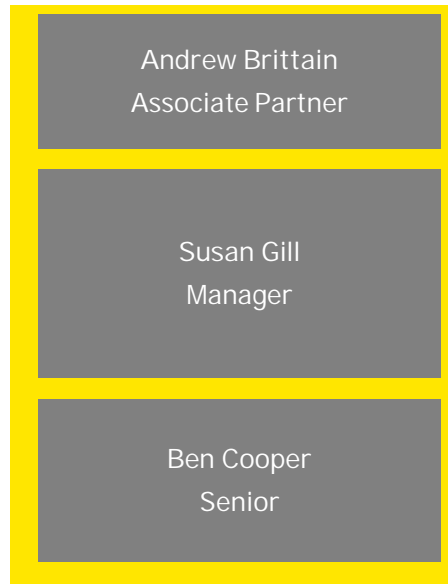 Andrew Brittain
Associate Partner
Susan Gill
Manager
Ben Cooper
Senior